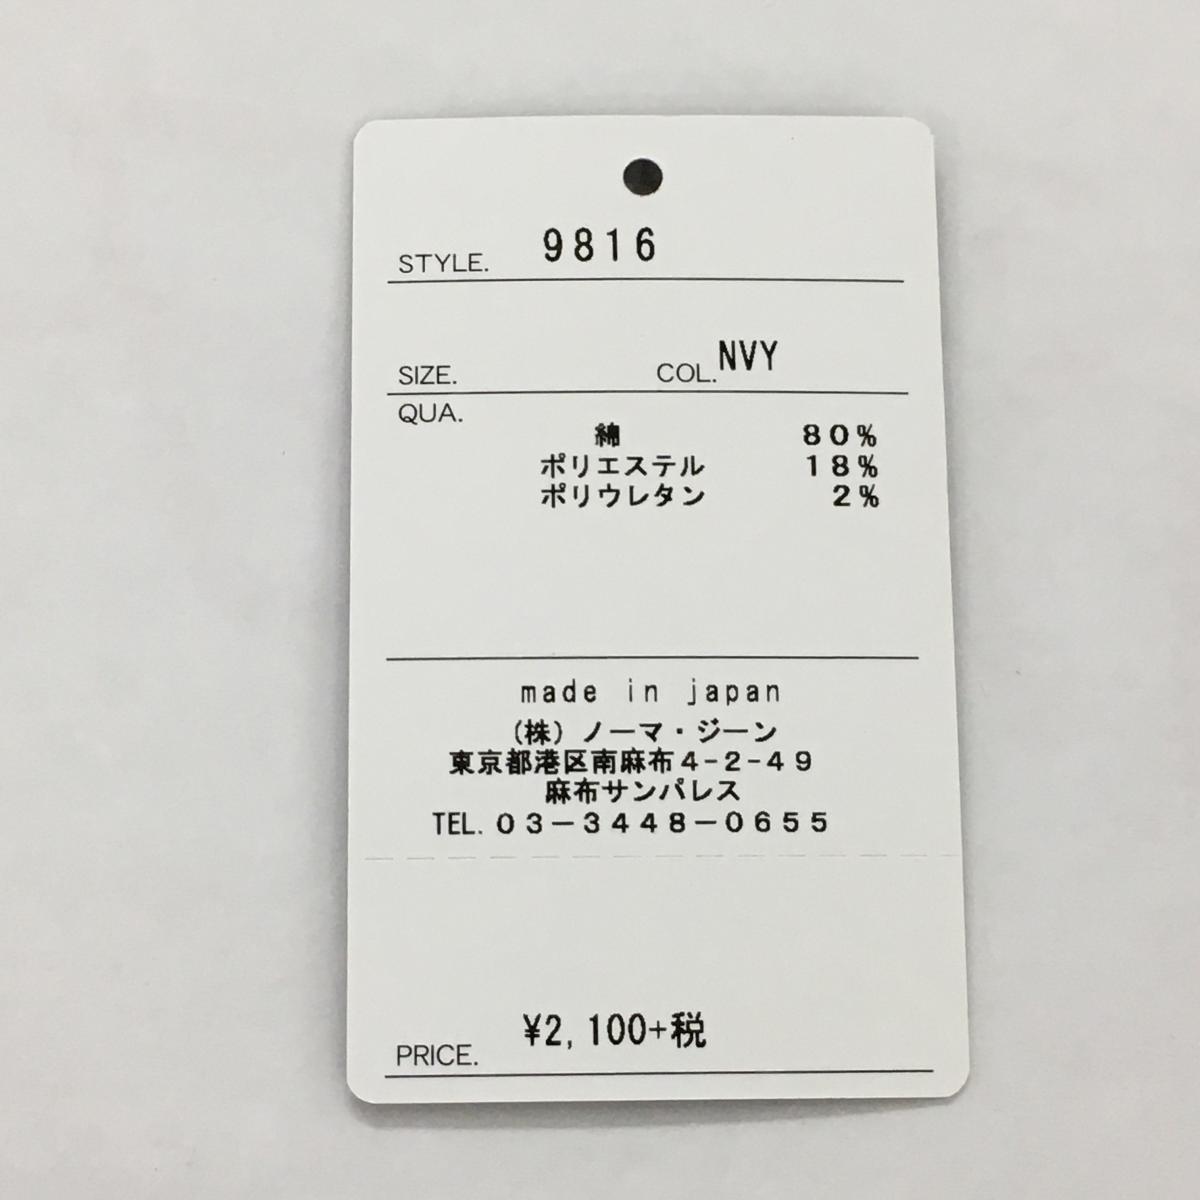 STYLE. 9816
SIZE. COL. NVY
QUA.
綿 80%
ポリエステル 18%
ポリウレタン 2%
made in japan
(株)ノーマ・ジーン
東京都港区南麻布4-2-49
麻布サンパレス
TEL.03-3448-0655
PRICE. ¥2,100+税